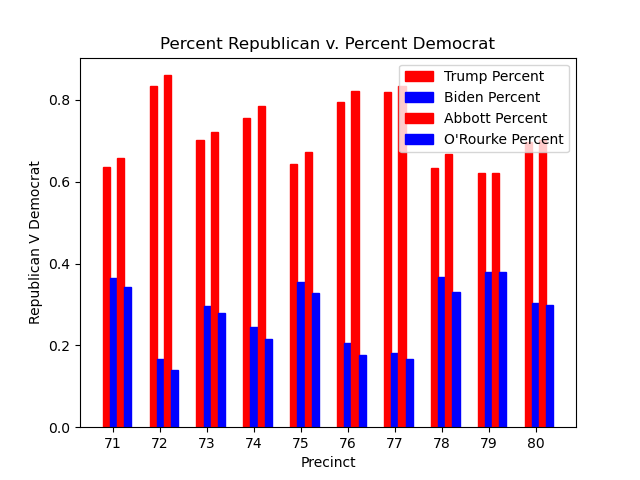 Percent Republican v. Percent Democrat
Trump Percent
Biden Percent
Abbott Percent
O'Rourke Percent
Republican V Democrat
0.8
0.6
0.4
0.2
0.0
71 72 73 74 75 76 77 78 79 80
Precinct